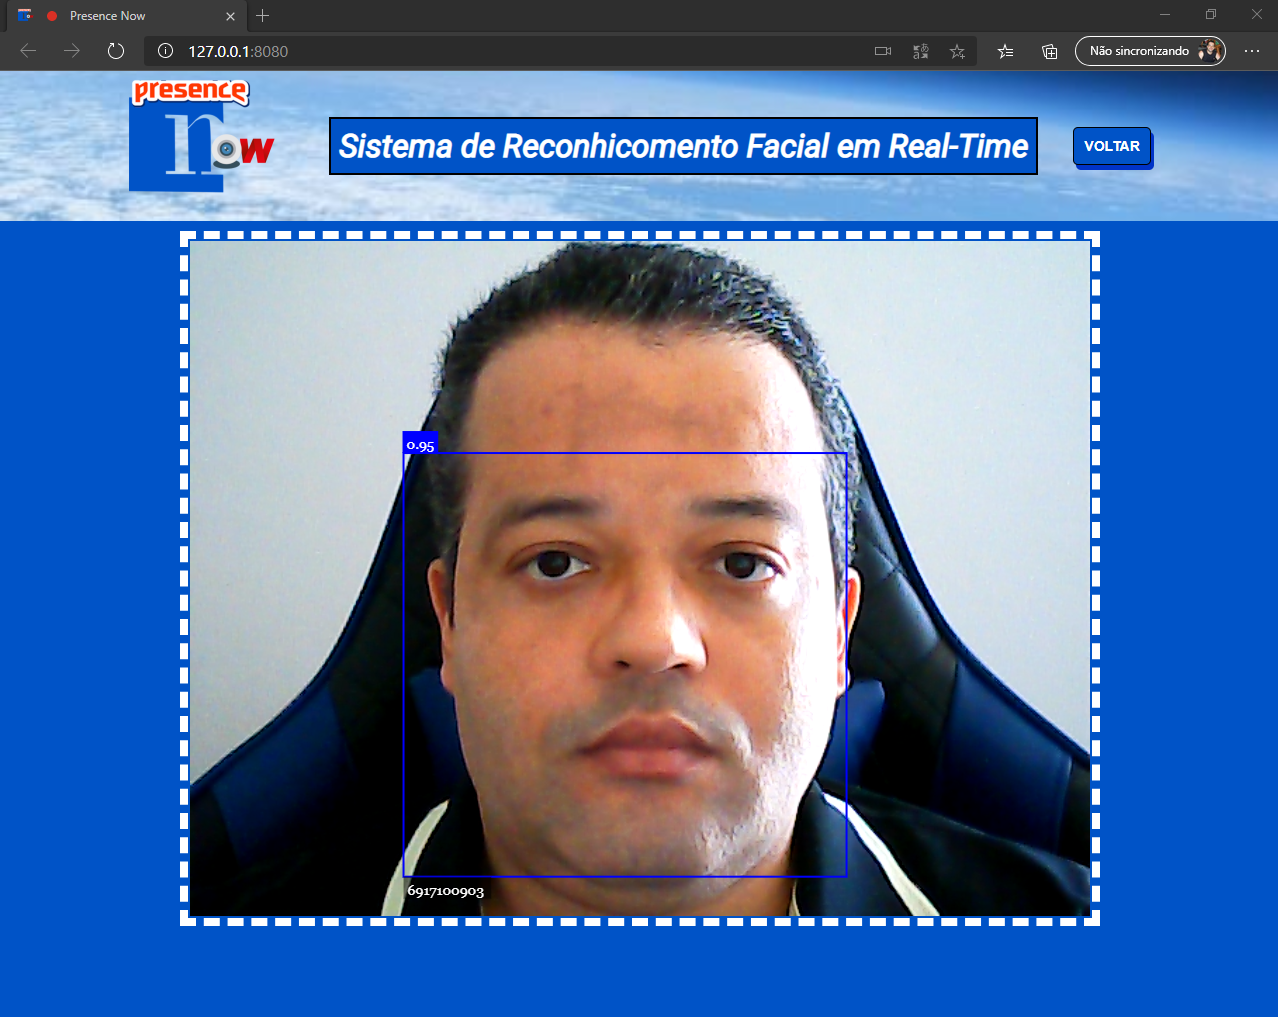 Presence Now
127.0.0.1:8080
Não sincronizando
presence
now
Sistema de Reconhicomento Facial em Real-Time
VOLTAR
0.95
6917100903